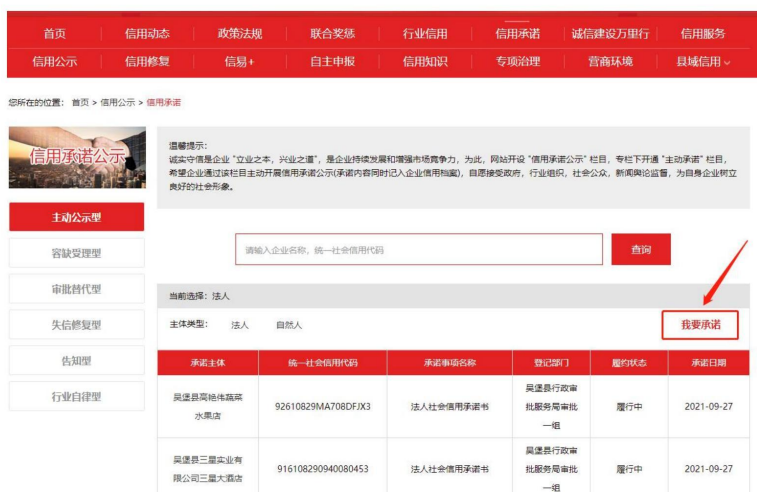 首页 信用动态 政策法规 联合奖惩 行业信用 信用承诺 诚信建设万里行 信用服务
信用公示 信用修复 信易+ 自主申报 信用知识 专项治理 营商环境 县域信用
您所在的位置： 首页 > 信用公示 > 信用承诺
信用承诺公示
主动公示型
容缺受理型
审批替代型
失信修复型
告知型
行业自律型
温馨提示:
诚实守信是企业 "立业之本，兴业之道"，是企业持续发展和增强市场竞争力，为此，网站开设 "信用承诺公示" 栏目，专栏下开通 "主动承诺" 栏目，
希望企业通过该栏目主动开展信用承诺公示(承诺内容同时记入企业信用档案)，自愿接受政府，行业组织，社会公众，新闻舆论监督，为自身企业树立
良好的社会形象。
请输入企业名称、统一社会信用代码 查询
当前选择：法人
主体类型： 法人 自然人 我要承诺
承诺主体 统一社会信用代码 承诺事项名称 登记部门 履约状态 承诺日期
吴堡县高艳伟蔬菜
水果店
92610829MA708DFJX3
法人社会信用承诺书
吴堡县行政审
批服务局审批
一组
履行中
2021-09-27
吴堡县三星实业有
限公司三星大酒店
916108290940080453
法人社会信用承诺书
吴堡县行政审
批服务局审批
一组
履行中
2021-09-27